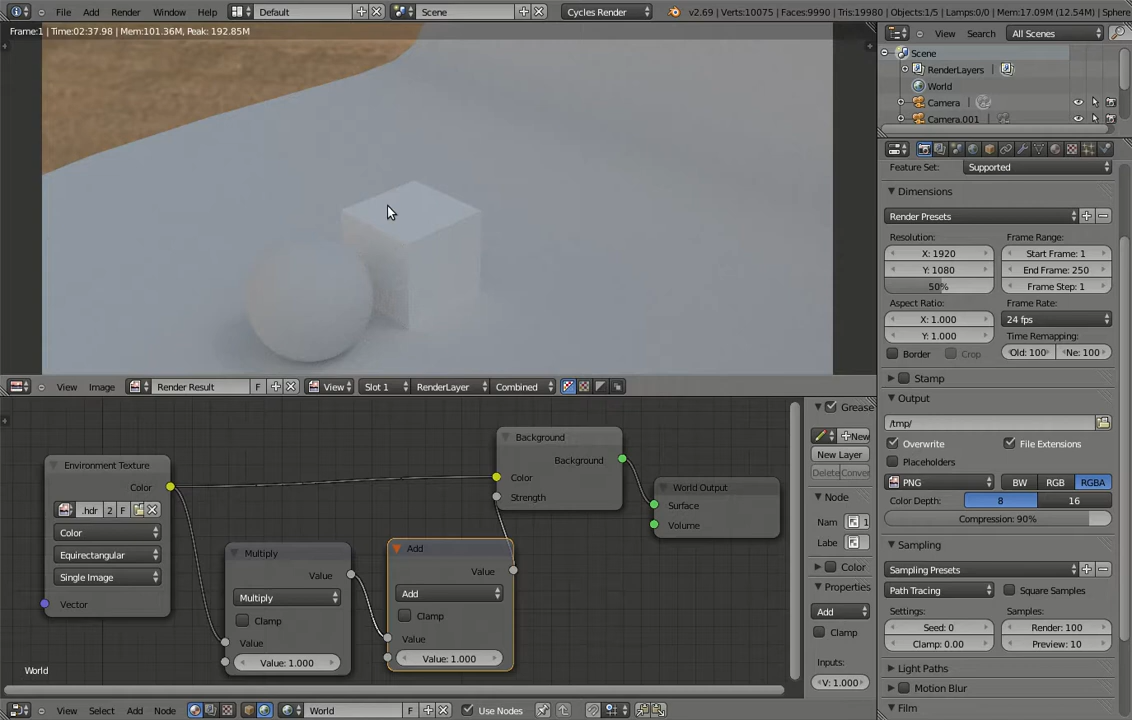 File Add Render Window Help Default Scene Cycles Render v2.69 | Verts:10075 | Faces:9990 | Tris:19980 | Objects:1/5 | Lamps:0/0 | Mem:17.09M (12.54M) | Sphere
Frame:1 | Time:02:37.98 | Mem:101.36M, Peak: 192.85M
View Search All Scenes
Scene
RenderLayers
World
Camera
Camera.001
Feature Set: Supported
Dimensions
Render Presets
Resolution: Frame Range:
X: 1920 Start Frame: 1
Y: 1080 End Frame: 250
50% Frame Step: 1
Aspect Ratio: Frame Rate:
X: 1.000 24 fps
Y: 1.000 Time Remapping:
Border Crop Old: 100 Ne: 100
Stamp
Output
/tmp/
Overwrite File Extensions
Placeholders
PNG BW RGB RGBA
Color Depth: 8 16
Compression: 90%
Sampling
Sampling Presets
Path Tracing Square Samples
Settings: Samples:
Seed: 0 Render: 100
Clamp: 0.00 Preview: 10
Light Paths
Motion Blur
Film
View Image Render Result F View Slot 1 RenderLayer Combined
Environment Texture
Color
.hdr 2 F
Color
Equirectangular
Single Image
Vector
Multiply
Value
Multiply
Clamp
Value
Value: 1.000
Add
Value
Add
Clamp
Value
Value: 1.000
Background
Background
Color
Strength
World Output
Surface
Volume
Grease
New
New Layer
Delete Conver
Node
Nam 1
Labe
Color
Properties
Add
Clamp
Inputs:
V: 1.000
World
View Select Add Node World F Use Nodes